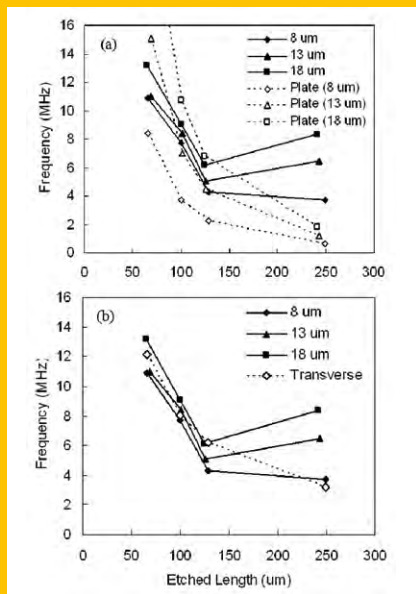 (a)
8 um
13 um
18 um
Plate (8 um)
Plate (13 um)
Plate (18 um)
Frequency (MHz)
16
14
12
10
8
6
4
2
0
0 50 100 150 200 250 300
(b)
8 um
13 um
18 um
Transverse
Frequency (MHz)
16
14
12
10
8
6
4
2
0
0 50 100 150 200 250 300
Etched Length (um)